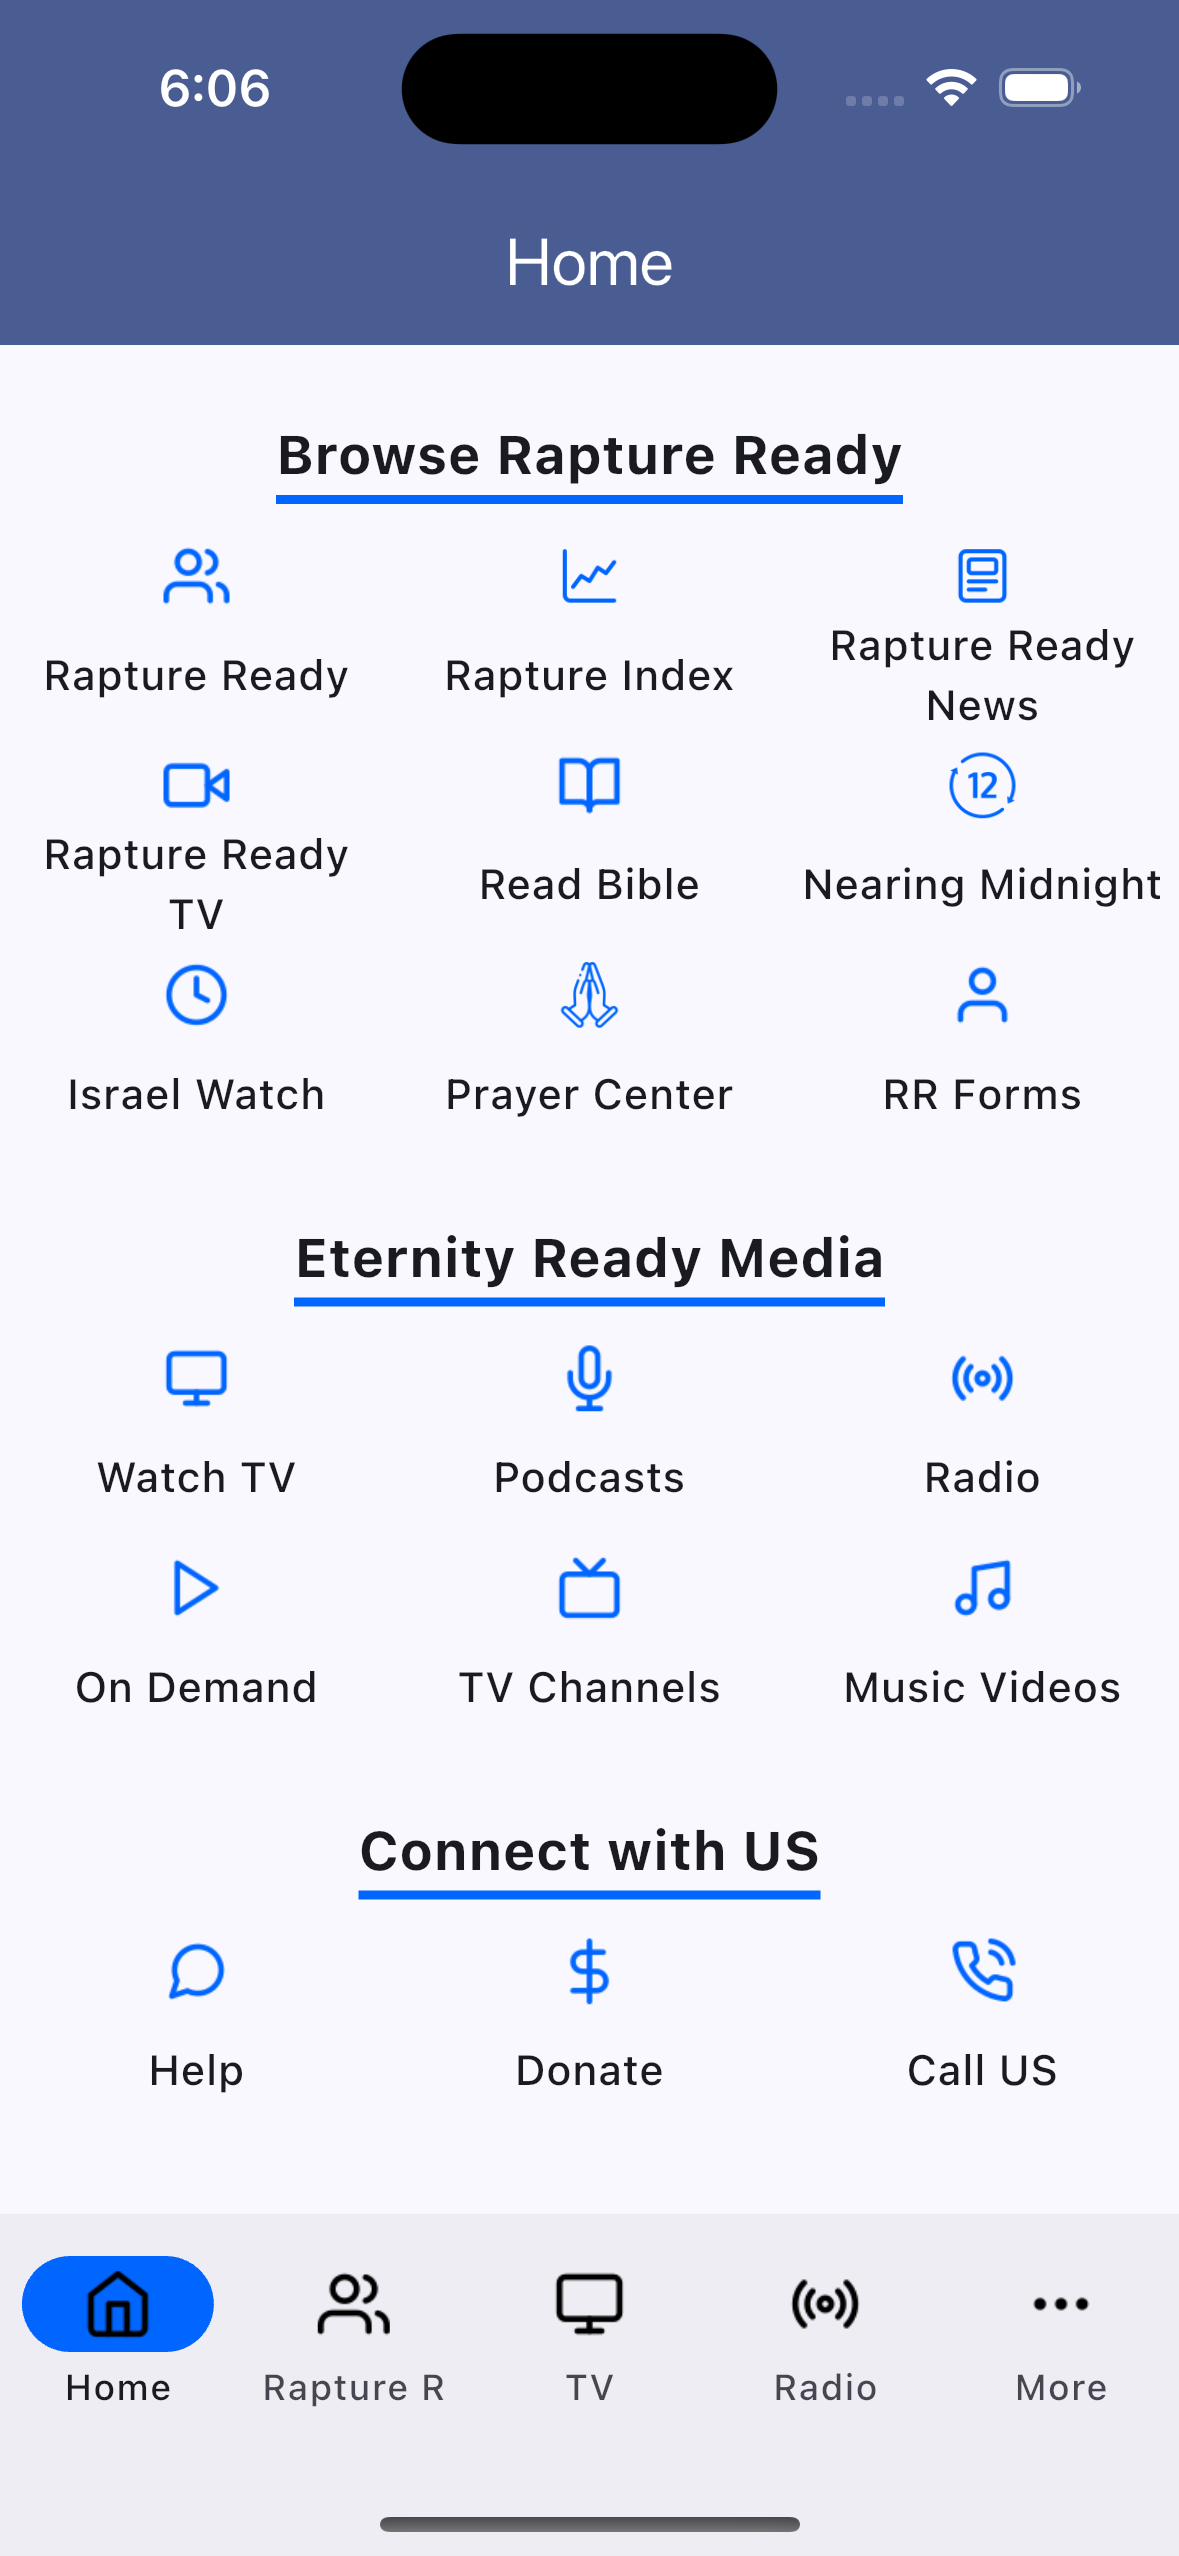 6:06
Home
Browse Rapture Ready
Rapture Ready
Rapture Index
Rapture Ready
News
Rapture Ready
TV
Read Bible
12
Nearing Midnight
Israel Watch
Prayer Center
RR Forms
Eternity Ready Media
Watch TV
Podcasts
Radio
On Demand
TV Channels
Music Videos
Connect with US
Help
Donate
Call US
Home
Rapture R
TV
Radio
More